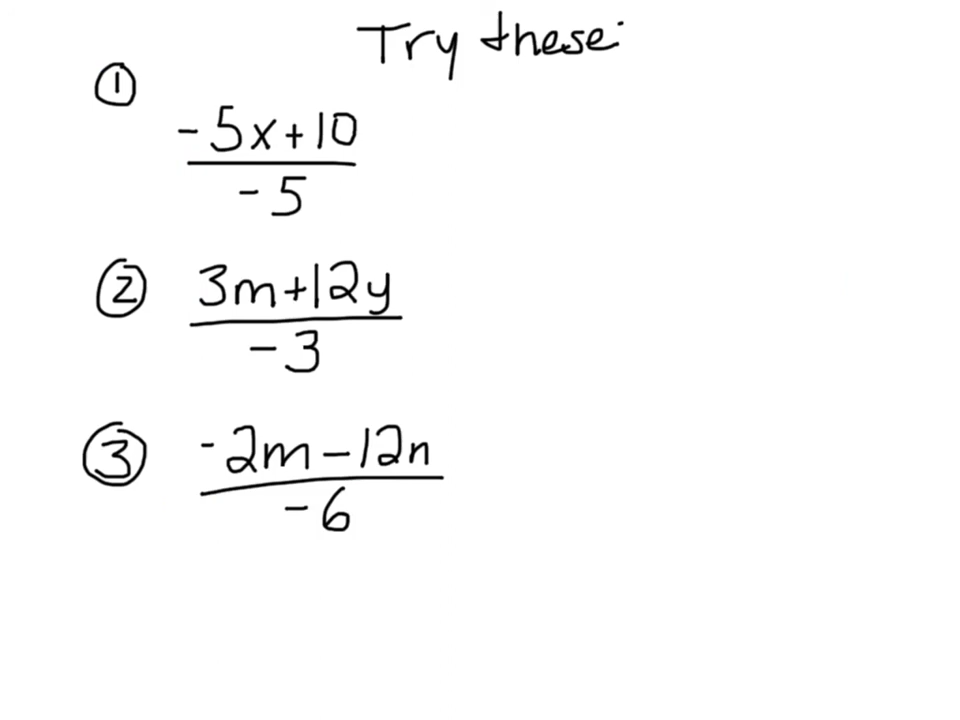 Try these:
①
-5x+10
-5
② 3m+12y
-3
③ -2m-12n
-6